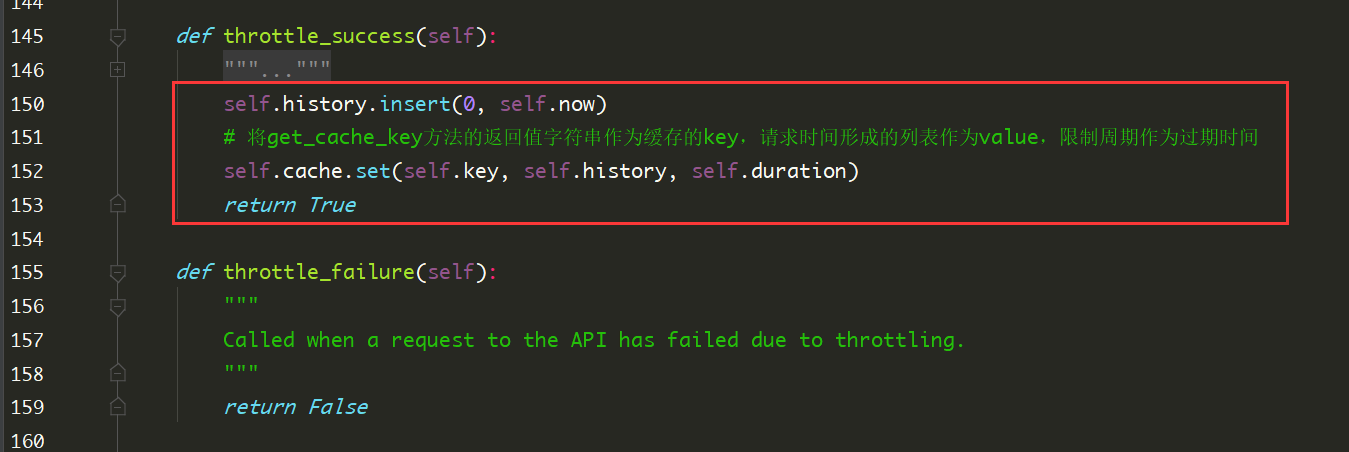 144
145 def throttle_success(self):
146 """..."""
150 self.history.insert(0, self.now)
151 # 将get_cache_key方法的返回值字符串作为缓存的key，请求时间形成的列表作为value，限制周期作为过期时间
152 self.cache.set(self.key, self.history, self.duration)
153 return True
154
155 def throttle_failure(self):
156 """
157 Called when a request to the API has failed due to throttling.
158 """
159 return False
160